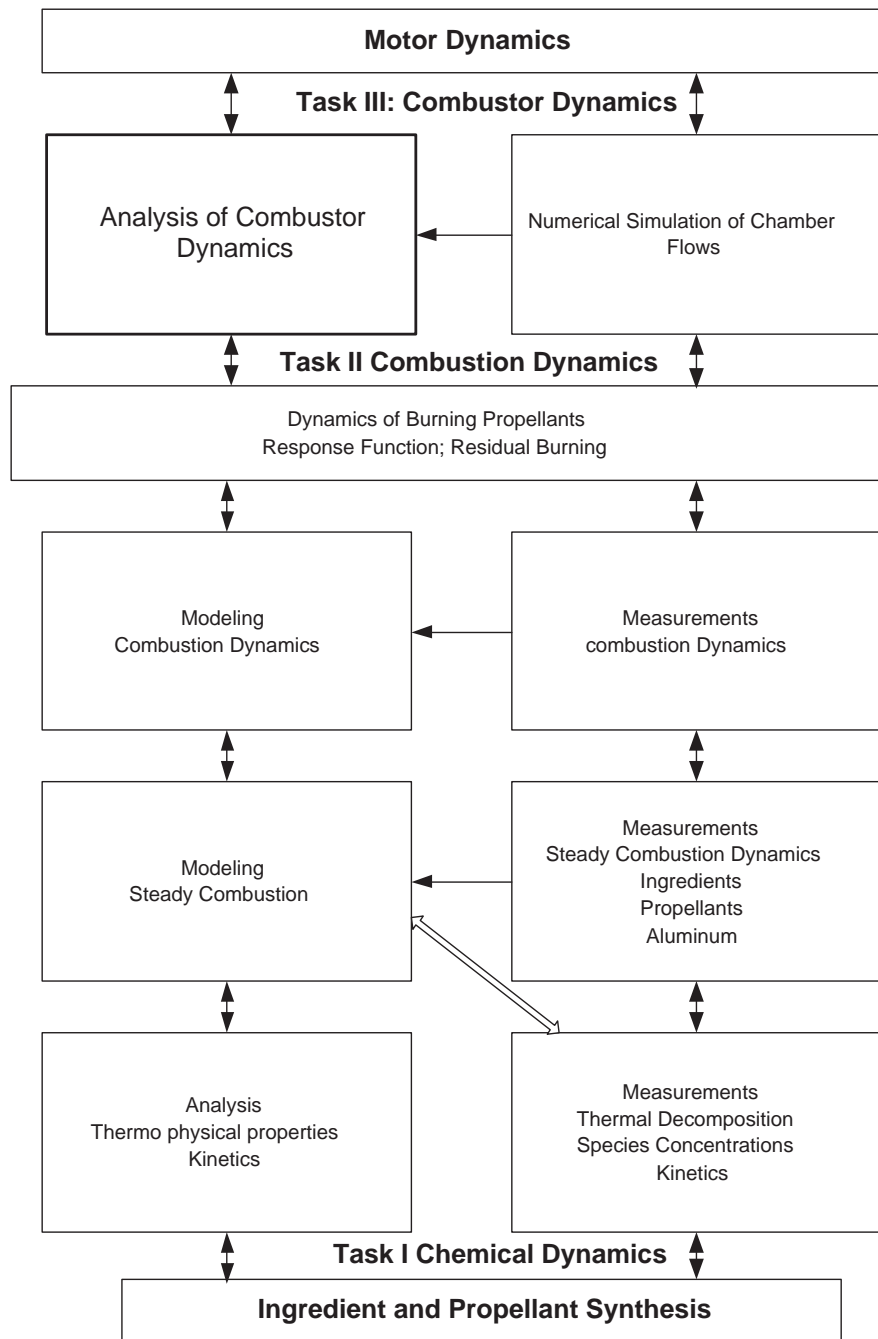 Motor Dynamics
Task III: Combustor Dynamics
Analysis of Combustor
Dynamics
Numerical Simulation of Chamber
Flows
Task II Combustion Dynamics
Dynamics of Burning Propellants
Response Function; Residual Burning
Modeling
Combustion Dynamics
Measurements
combustion Dynamics
Modeling
Steady Combustion
Measurements
Steady Combustion Dynamics
Ingredients
Propellants
Aluminum
Analysis
Thermo physical properties
Kinetics
Measurements
Thermal Decomposition
Species Concentrations
Kinetics
Task I Chemical Dynamics
Ingredient and Propellant Synthesis